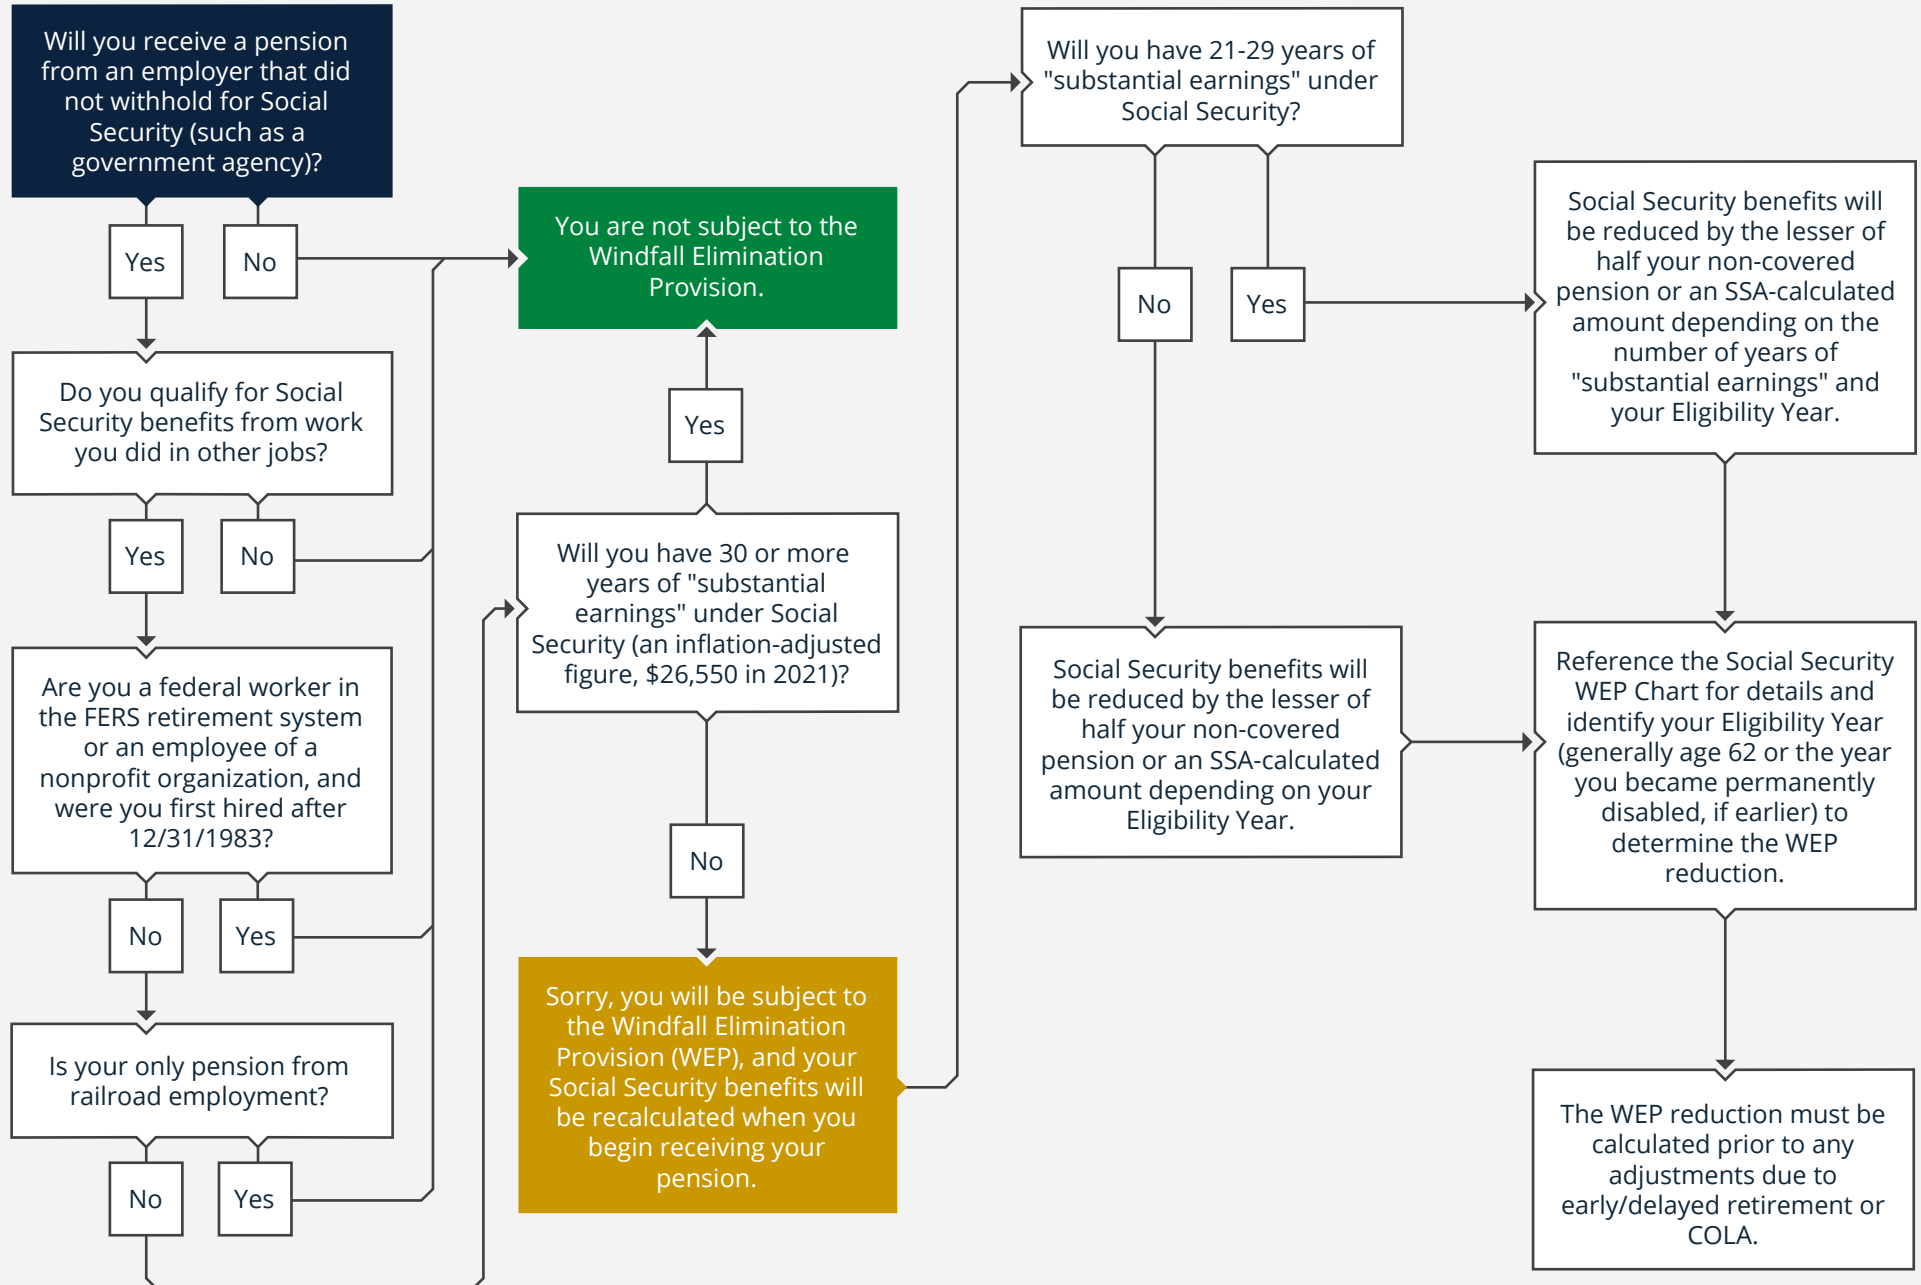 Will you receive a pension
from an employer that did
not withhold for Social
Security (such as a
government agency)?
Yes
No
Do you qualify for Social
Security benefits from work
you did in other jobs?
Yes
No
Are you a federal worker in
the FERS retirement system
or an employee of a
nonprofit organization, and
were you first hired after
12/31/1983?
No
Yes
Is your only pension from
railroad employment?
No
Yes
You are not subject to the
Windfall Elimination
Provision.
Yes
Will you have 30 or more
years of "substantial
earnings" under Social
Security (an inflation-adjusted
figure, $26,550 in 2021)?
No
Sorry, you will be subject to
the Windfall Elimination
Provision (WEP), and your
Social Security benefits will
be recalculated when you
begin receiving your
pension.
Will you have 21-29 years of
"substantial earnings" under
Social Security?
No
Yes
Social Security benefits will
be reduced by the lesser of
half your non-covered
pension or an SSA-calculated
amount depending on your
Eligibility Year.
Social Security benefits will
be reduced by the lesser of
half your non-covered
pension or an SSA-calculated
amount depending on the
number of years of
"substantial earnings" and
your Eligibility Year.
Reference the Social Security
WEP Chart for details and
identify your Eligibility Year
(generally age 62 or the year
you became permanently
disabled, if earlier) to
determine the WEP
reduction.
The WEP reduction must be
calculated prior to any
adjustments due to
early/delayed retirement or
COLA.